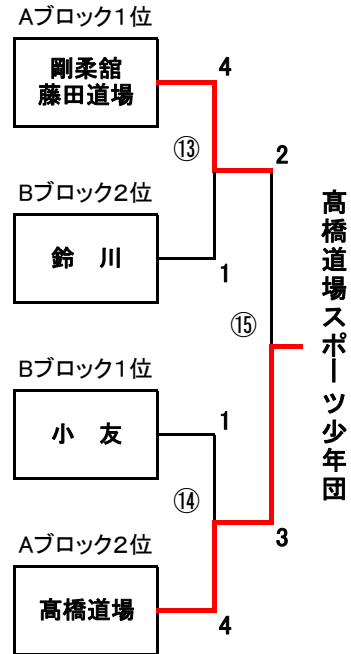 Aブロック1位
剛柔舘
藤田道場
4
⑬
2
Bブロック2位
鈴　川
1
⑮
髙橋道場スポーツ少年団
Bブロック1位
小　友
1
⑭
3
Aブロック2位
髙橋道場
4